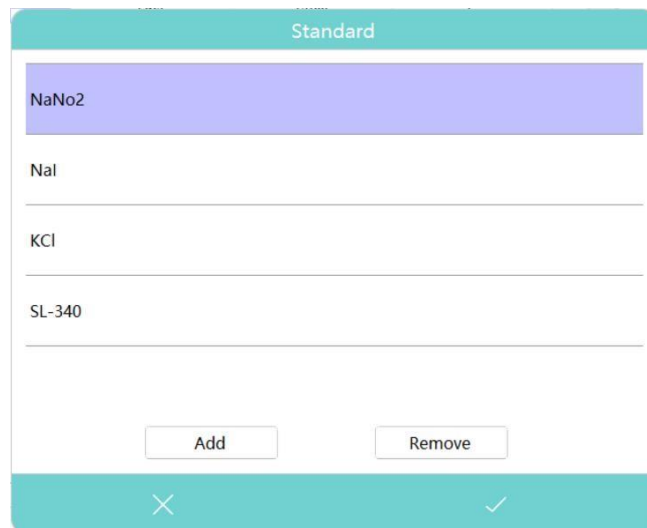 Standard
NaNo2
NaI
KCl
SL-340
Add
Remove